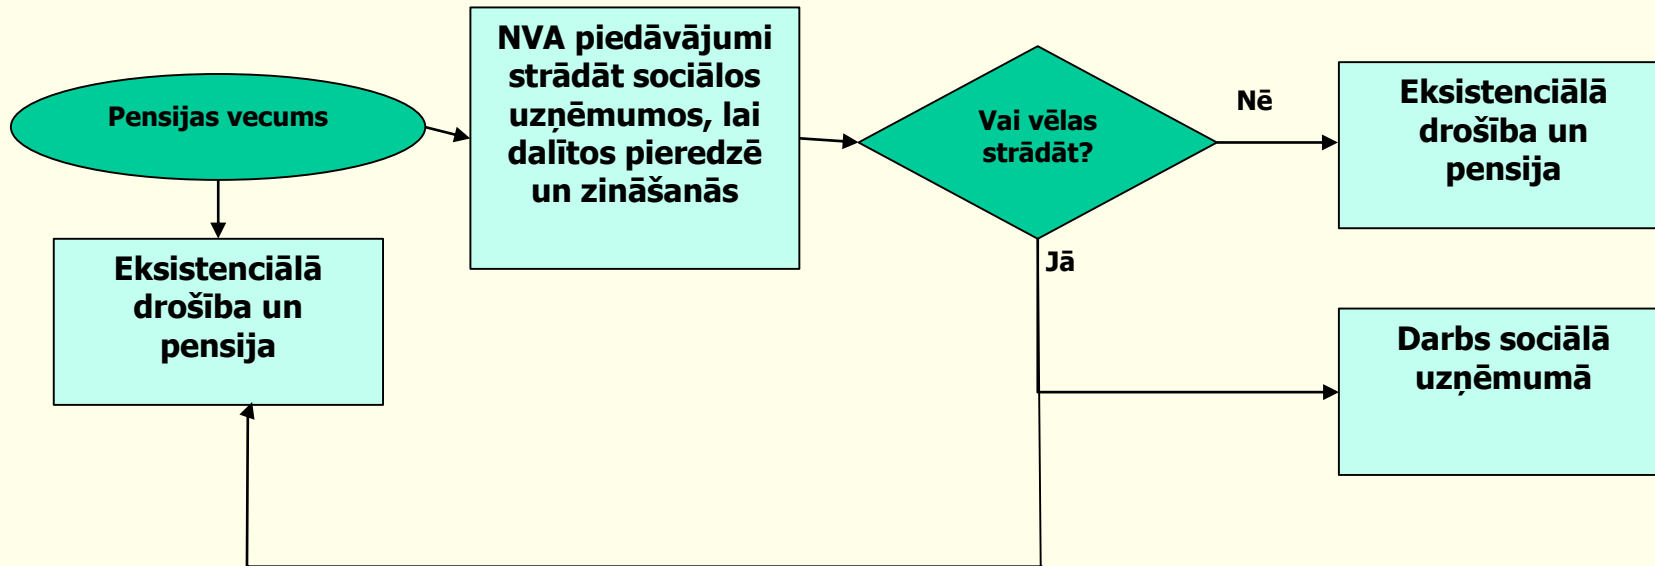 Pensijas vecums
NVA piedāvājumi
strādāt sociālos
uzņēmumos, lai
dalītos pieredzē
un zināšanās
Vai vēlas
strādāt?
Nē
Eksistenciālā
drošība un
pensija
Eksistenciālā
drošība un
pensija
Jā
Darbs sociālā
uzņēmumā